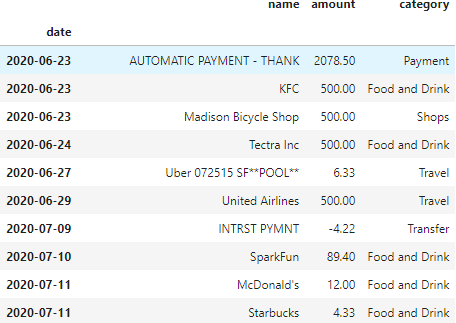 name amount category
date
2020-06-23 AUTOMATIC PAYMENT - THANK 2078.50 Payment
2020-06-23 KFC 500.00 Food and Drink
2020-06-23 Madison Bicycle Shop 500.00 Shops
2020-06-24 Tectra Inc 500.00 Food and Drink
2020-06-27 Uber 072515 SF**POOL** 6.33 Travel
2020-06-29 United Airlines 500.00 Travel
2020-07-09 INTRST PYMNT -4.22 Transfer
2020-07-10 SparkFun 89.40 Food and Drink
2020-07-11 McDonald's 12.00 Food and Drink
2020-07-11 Starbucks 4.33 Food and Drink